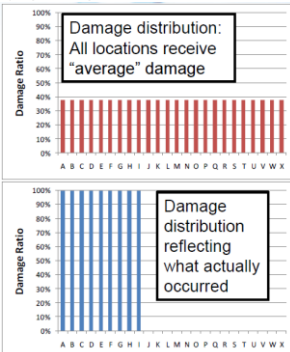 100%
90%
80%
70%
60%
50%
40%
30%
20%
10%
0%
Damage Ratio
Damage distribution:
All locations receive
“average” damage
A B C D E F G H I J K L M N O P Q R S T U V W X
100%
90%
80%
70%
60%
50%
40%
30%
20%
10%
0%
Damage Ratio
Damage
distribution
reflecting
what actually
occurred
A B C D E F G H I J K L M N O P Q R S T U V W X